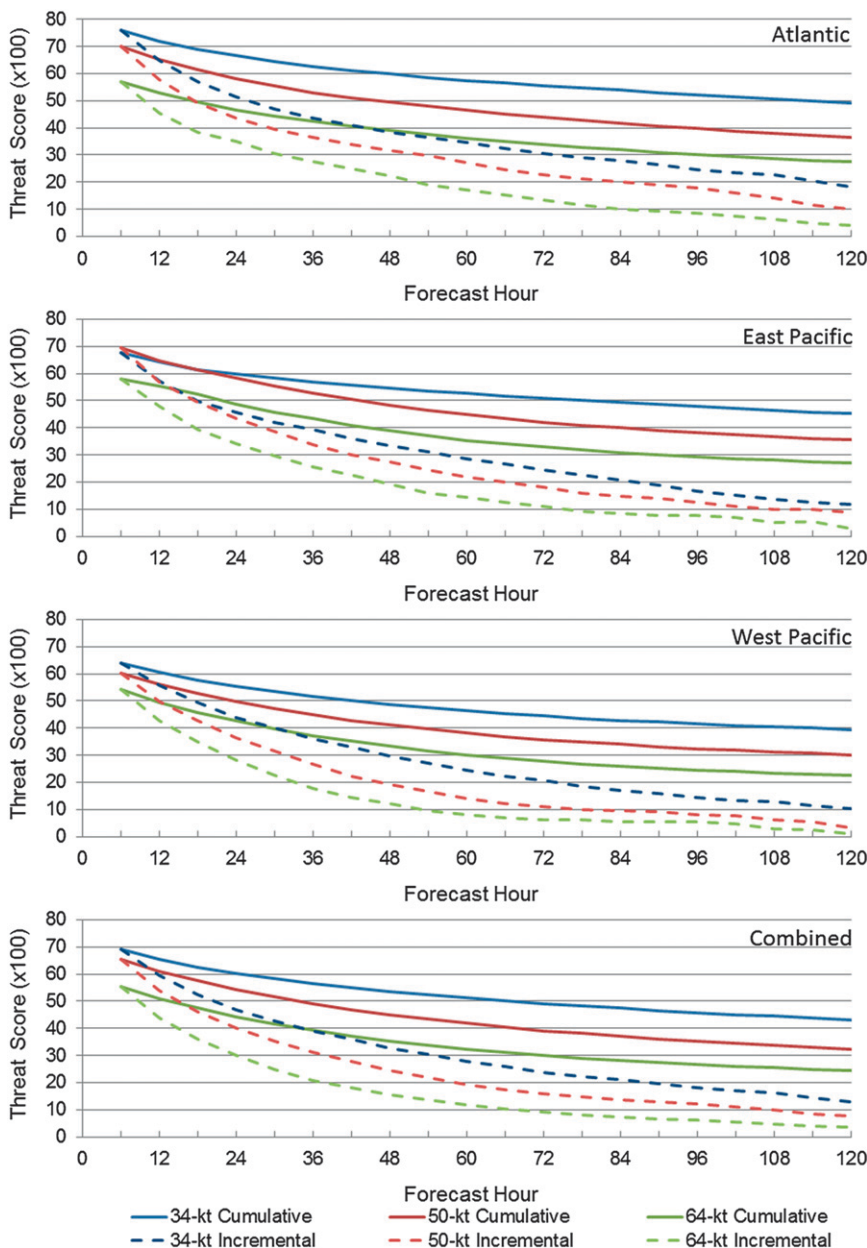 Atlantic
Threat Score (x100)
80
70
60
50
40
30
20
10
0
0 12 24 36 48 60 72 84 96 108 120
Forecast Hour
East Pacific
Threat Score (x100)
80
70
60
50
40
30
20
10
0
0 12 24 36 48 60 72 84 96 108 120
Forecast Hour
West Pacific
Threat Score (x100)
80
70
60
50
40
30
20
10
0
0 12 24 36 48 60 72 84 96 108 120
Forecast Hour
Combined
Threat Score (x100)
80
70
60
50
40
30
20
10
0
0 12 24 36 48 60 72 84 96 108 120
Forecast Hour
34-kt Cumulative 50-kt Cumulative 64-kt Cumulative
34-kt Incremental 50-kt Incremental 64-kt Incremental